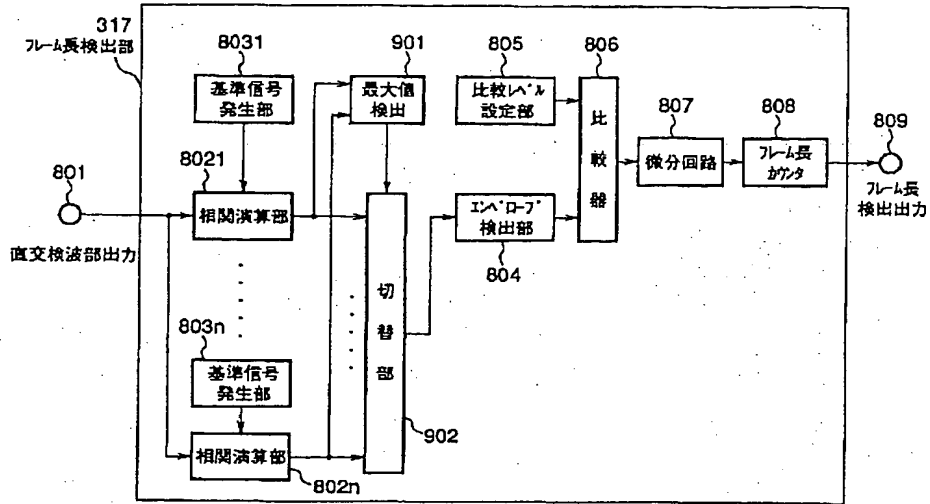 317
フレーム長検出部
8031
基準信号
発生部
901
最大値
検出
805
比較レベル
設定部
806
比較器
807
微分回路
808
フレーム長
カウンタ
809
フレーム長
検出出力
801
直交検波部出力
8021
相関演算部
エンベロープ
検出部
804
切替部
803n
基準信号
発生部
902
相関演算部
802n